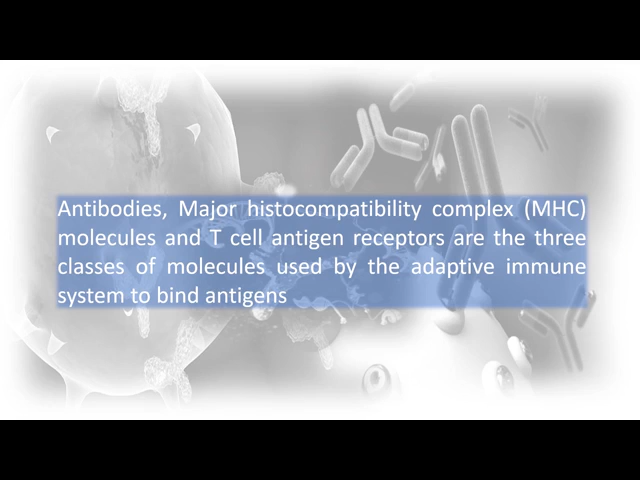 Antibodies, Major histocompatibility complex (MHC)
molecules and T cell antigen receptors are the three
classes of molecules used by the adaptive immune
system to bind antigens